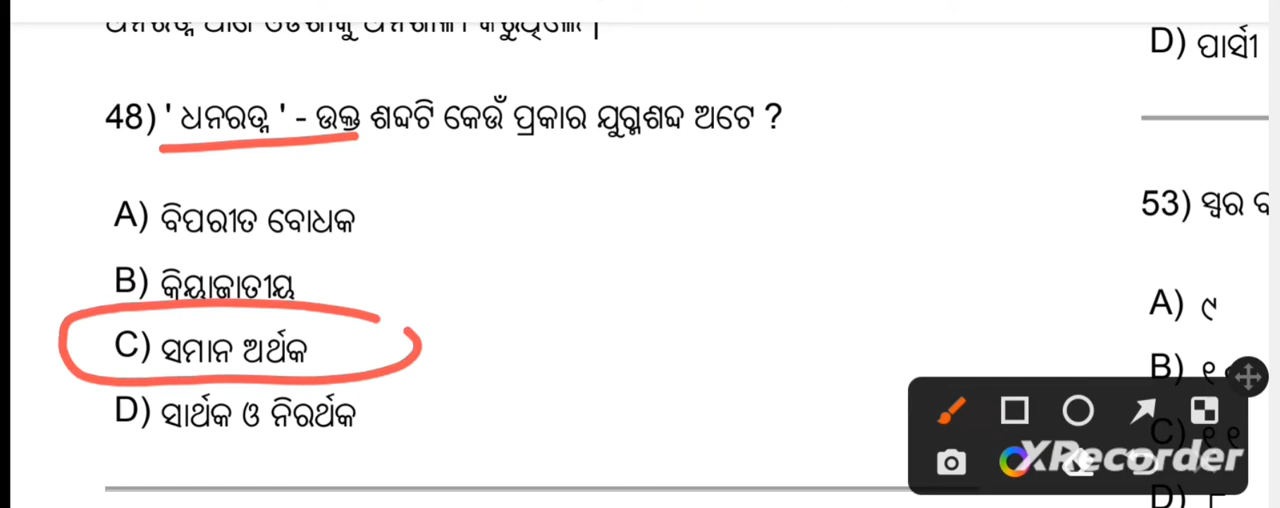 48) ' ଧନରତ୍ନ ' - ଉକ୍ତ ଶବ୍ଦଟି କେଉଁ ପ୍ରକାର ଯୁଗ୍ମଶବ୍ଦ ଅଟେ ?
A) ବିପରୀତ ବୋଧକ
B) କ୍ରିୟାଜାତୀୟ
C) ସମାନ ଅର୍ଥକ
D) ସାର୍ଥକ ଓ ନିରର୍ଥକ
D) ପାର୍ସୀ
53) ସ୍ୱର
A) ୯
B)
C) ୧୧
D)
XRecorder